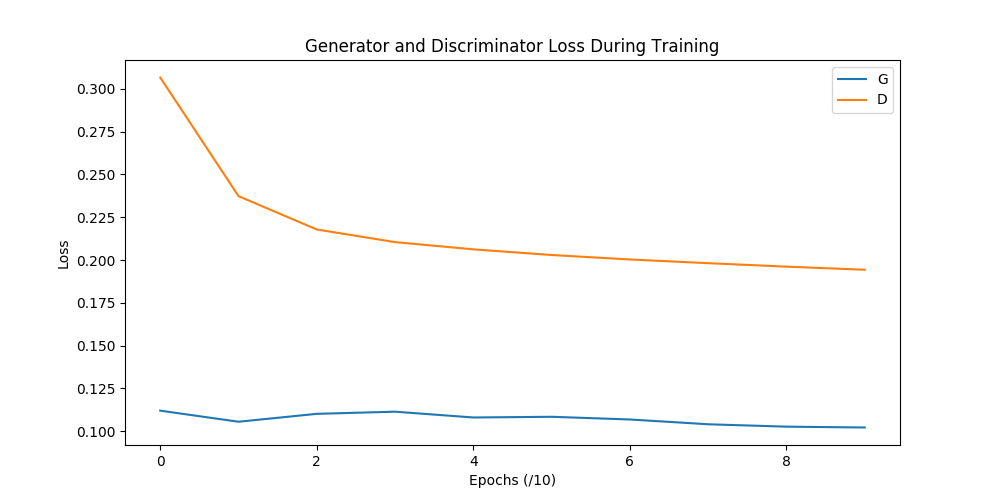 Generator and Discriminator Loss During Training
G
D
0.300
0.275
0.250
0.225
0.200
0.175
0.150
0.125
0.100
Loss
0 2 4 6 8
Epochs (/10)